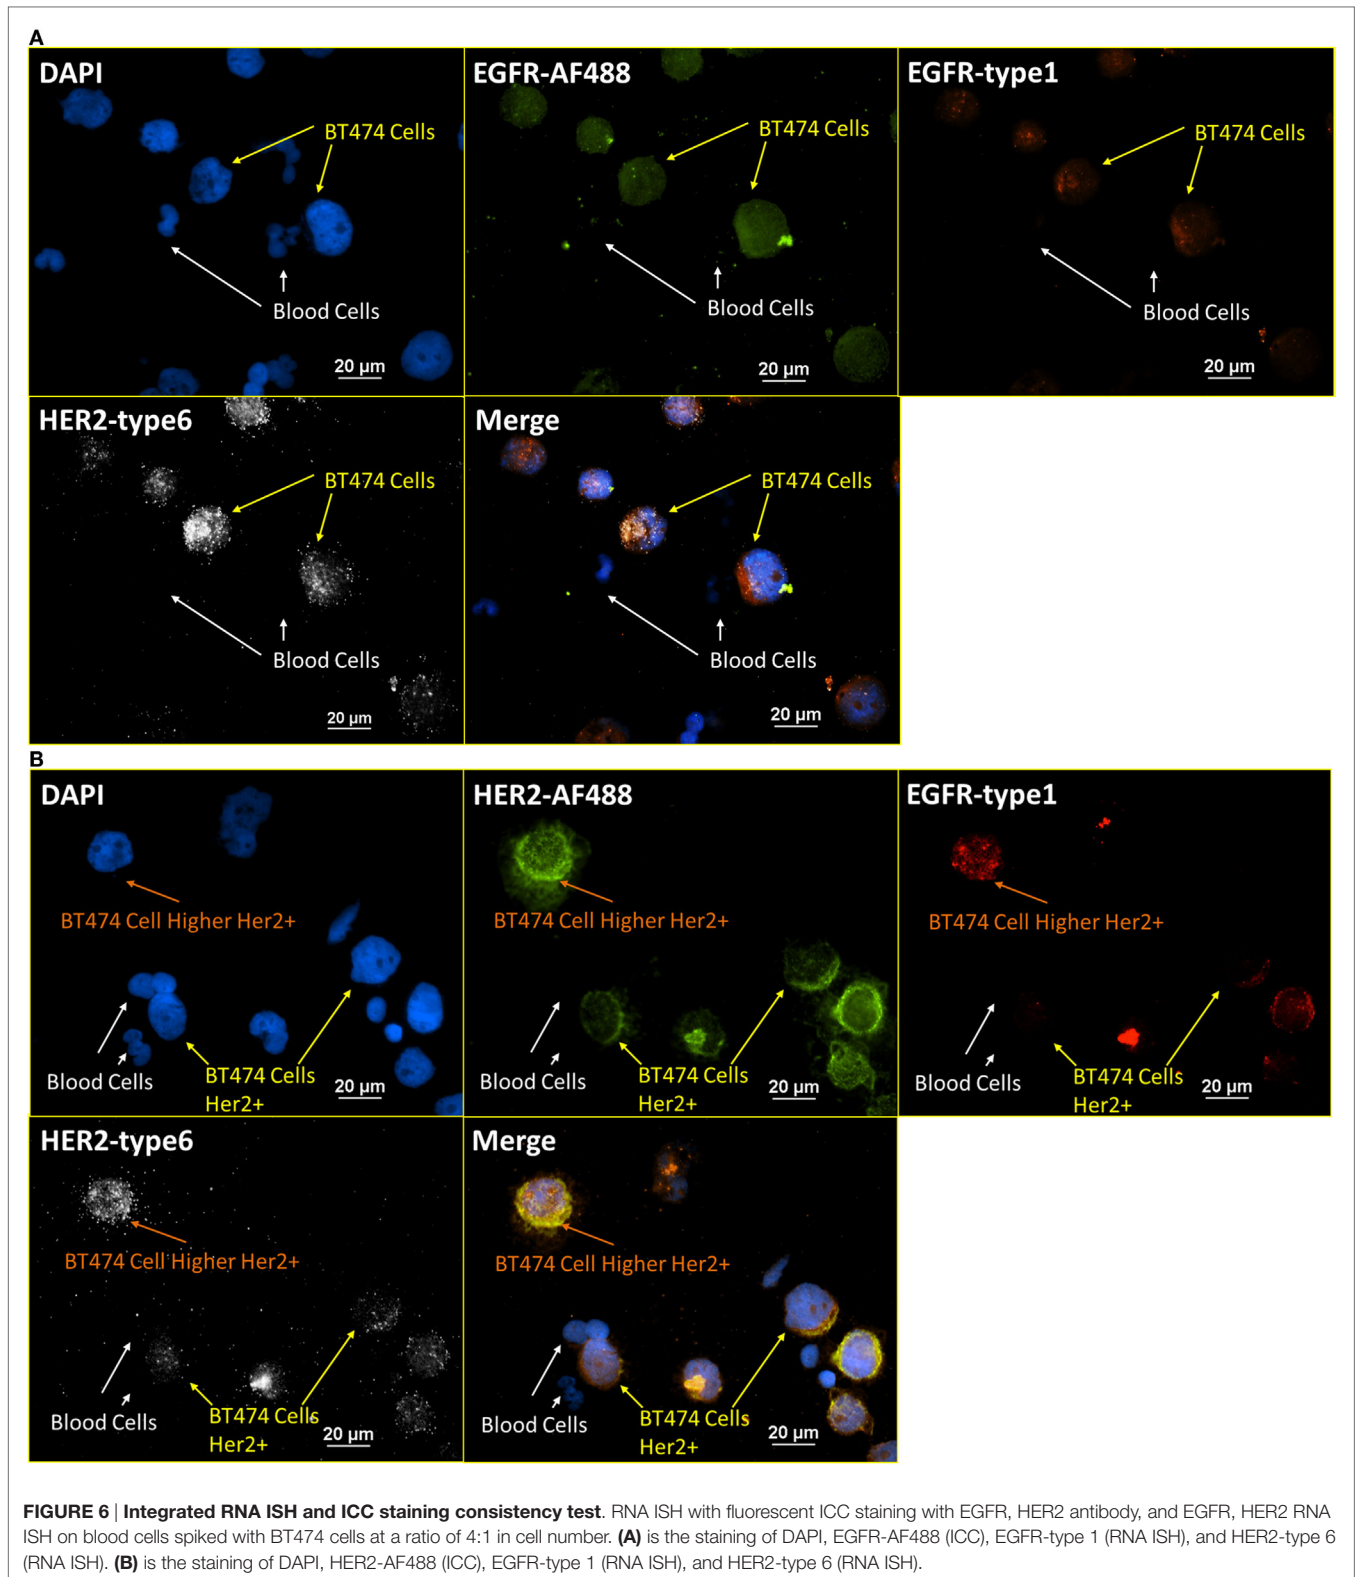 A
DAPI
EGFR-AF488
EGFR-type1
BT474 Cells
BT474 Cells
BT474 Cells
Blood Cells
Blood Cells
Blood Cells
20 µm
20 µm
20 µm
HER2-type6
Merge
BT474 Cells
BT474 Cells
Blood Cells
Blood Cells
20 µm
20 µm
B
DAPI
HER2-AF488
EGFR-type1
BT474 Cell Higher Her2+
BT474 Cell Higher Her2+
BT474 Cell Higher Her2+
Blood Cells
BT474 Cells
Her2+
20 µm
Blood Cells
BT474 Cells
Her2+
20 µm
Blood Cells
BT474 Cells
Her2+
20 µm
HER2-type6
Merge
BT474 Cell Higher Her2+
BT474 Cell Higher Her2+
Blood Cells
BT474 Cells
Her2+
20 µm
Blood Cells
BT474 Cells
Her2+
20 µm
FIGURE 6 | Integrated RNA ISH and ICC staining consistency test. RNA ISH with fluorescent ICC staining with EGFR, HER2 antibody, and EGFR, HER2 RNA
ISH on blood cells spiked with BT474 cells at a ratio of 4:1 in cell number. (A) is the staining of DAPI, EGFR-AF488 (ICC), EGFR-type 1 (RNA ISH), and HER2-type 6
(RNA ISH). (B) is the staining of DAPI, HER2-AF488 (ICC), EGFR-type 1 (RNA ISH), and HER2-type 6 (RNA ISH).